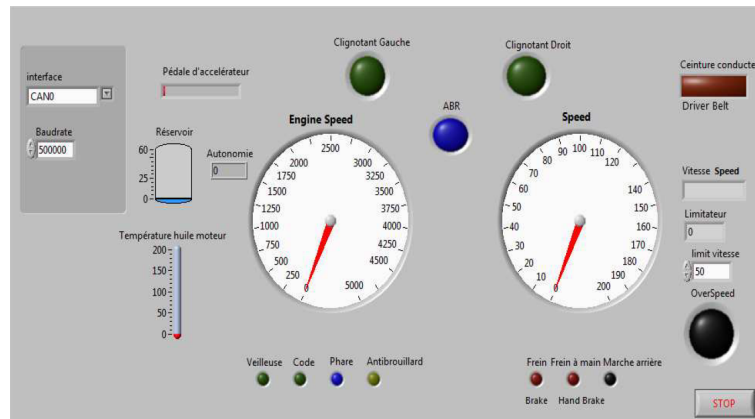 Clignotant Gauche
Clignotant Droit
interface
CAN0
Baudrate
500000
Pédale d'accélérateur
Réservoir
60
25
0
Autonomie
0
Température huile moteur
200
150
100
50
0
Engine Speed
0
250
500
750
1000
1250
1500
1750
2000
2500
3000
3250
3500
3750
4000
4250
4500
5000
ABR
Speed
0
10
20
30
40
50
60
70
80
90
100
110
120
140
150
160
170
180
190
200
Ceinture conducte
Driver Belt
Vitesse Speed
Limitateur
0
limit vitesse
50
OverSpeed
Veilleuse Code Phare Antibrouillard
Frein Frein à main Marche arrière
Brake Hand Brake
STOP